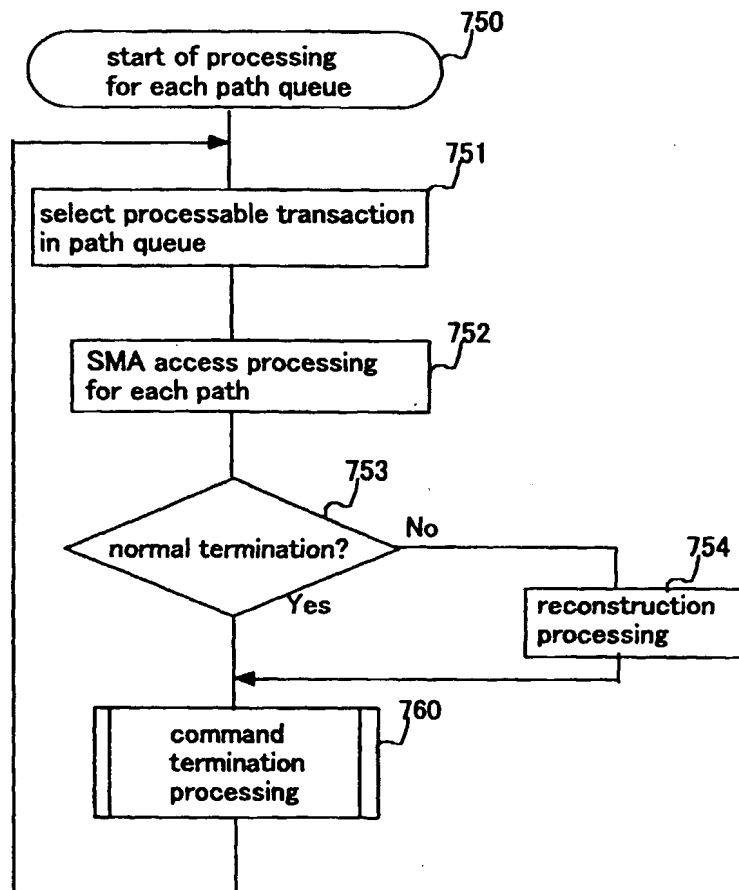 750
start of processing
for each path queue
751
select processable transaction
in path queue
752
SMA access processing
for each path
753
normal termination?
No
Yes
754
reconstruction
processing
760
command
termination
processing